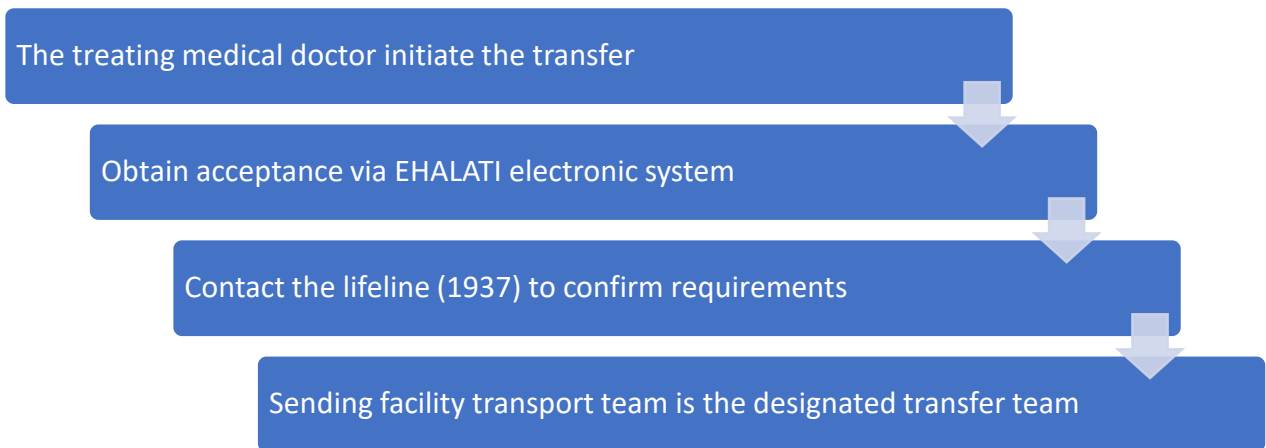 The treating medical doctor initiate the transfer
Obtain acceptance via EHALATI electronic system
Contact the lifeline (1937) to confirm requirements
Sending facility transport team is the designated transfer team